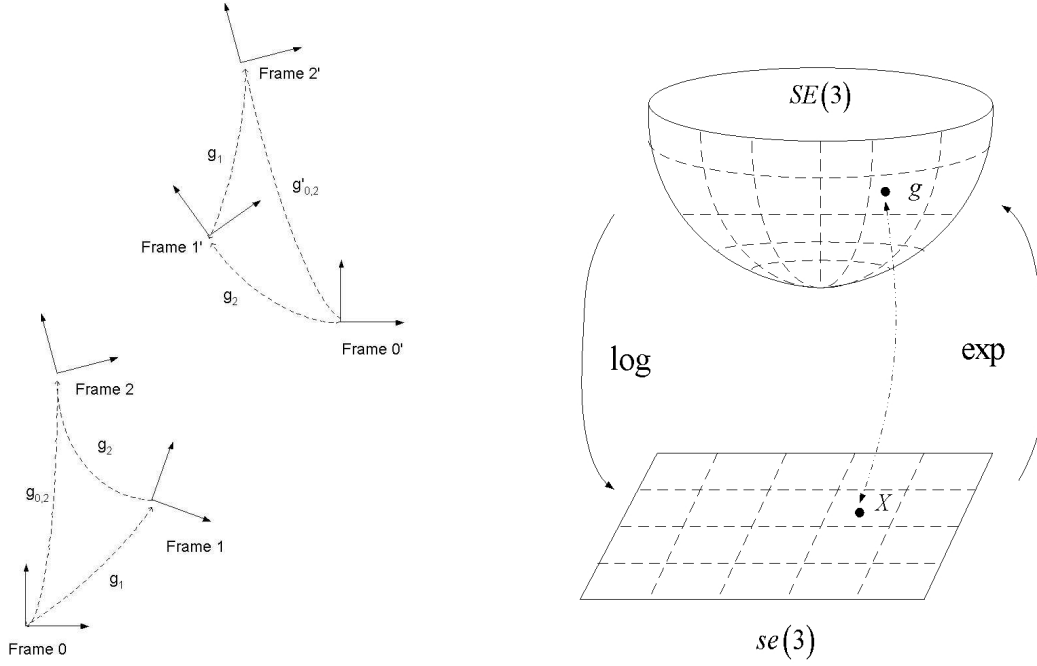 Frame 2'
g1
g'0,2
Frame 1'
g2
Frame 0'
Frame 2
g2
g0,2
Frame 1
g1
Frame 0
SE(3)
g
log
exp
X
se(3)